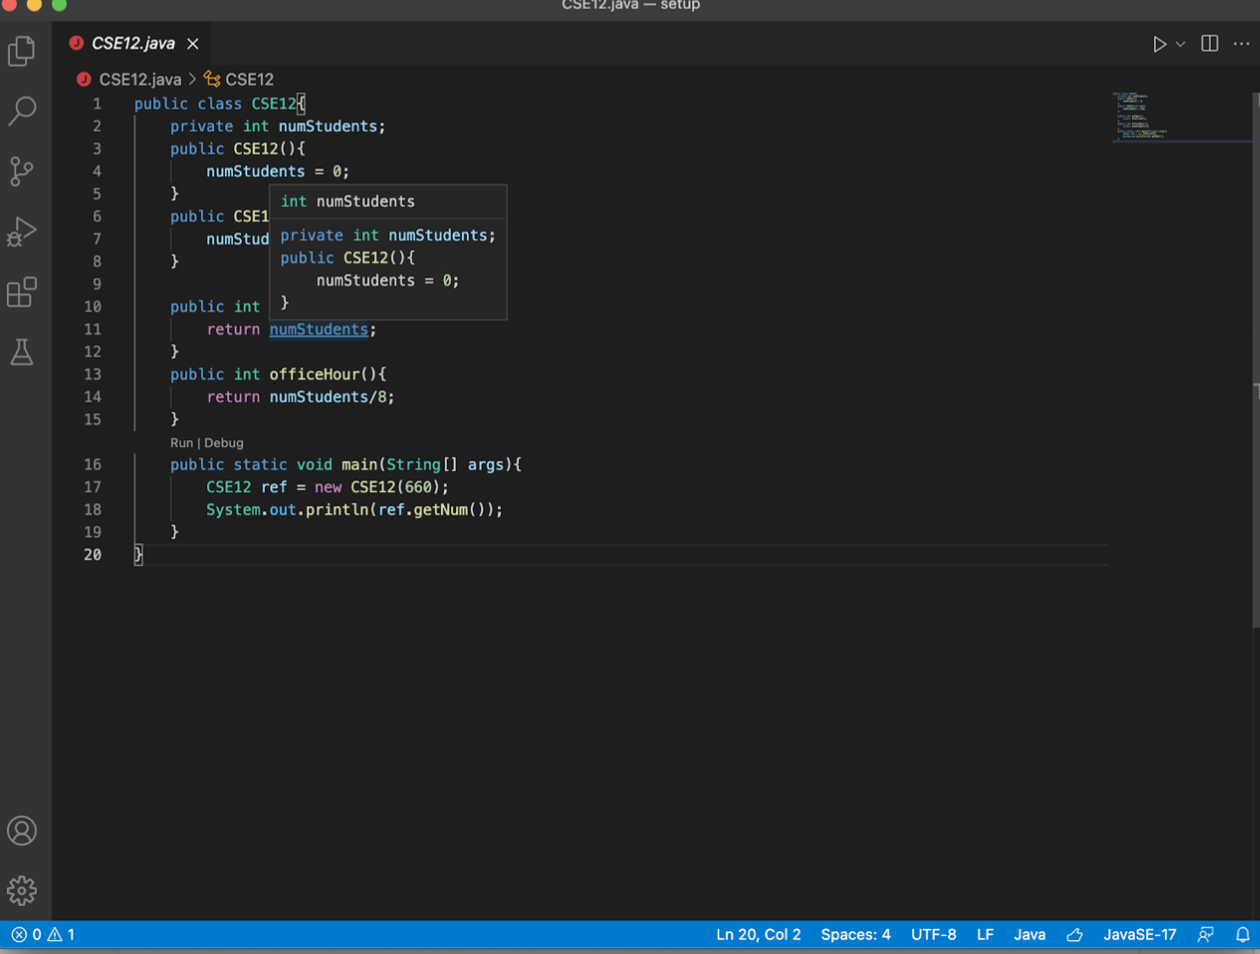 CSE12.java — setup
CSE12.java
CSE12.java > CSE12
1 public class CSE12{
2 private int numStudents;
3 public CSE12(){
4 numStudents = 0;
5 }
6 public CSE1
7 numStud
8 }
9
10 public int
11 return numStudents;
12 }
13 public int officeHour(){
14 return numStudents/8;
15 }
Run | Debug
16 public static void main(String[] args){
17 CSE12 ref = new CSE12(660);
18 System.out.println(ref.getNum());
19 }
20 }
int numStudents
private int numStudents;
public CSE12(){
numStudents = 0;
}
0 1 Ln 20, Col 2 Spaces: 4 UTF-8 LF Java JavaSE-17